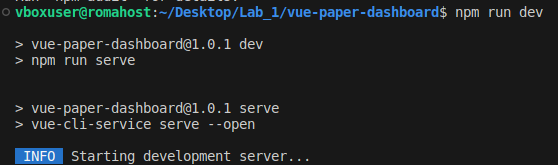 vboxuser@romahost:~/Desktop/Lab_1/vue-paper-dashboard$ npm run dev
> vue-paper-dashboard@1.0.1 dev
> npm run serve
> vue-paper-dashboard@1.0.1 serve
> vue-cli-service serve --open
INFO Starting development server...